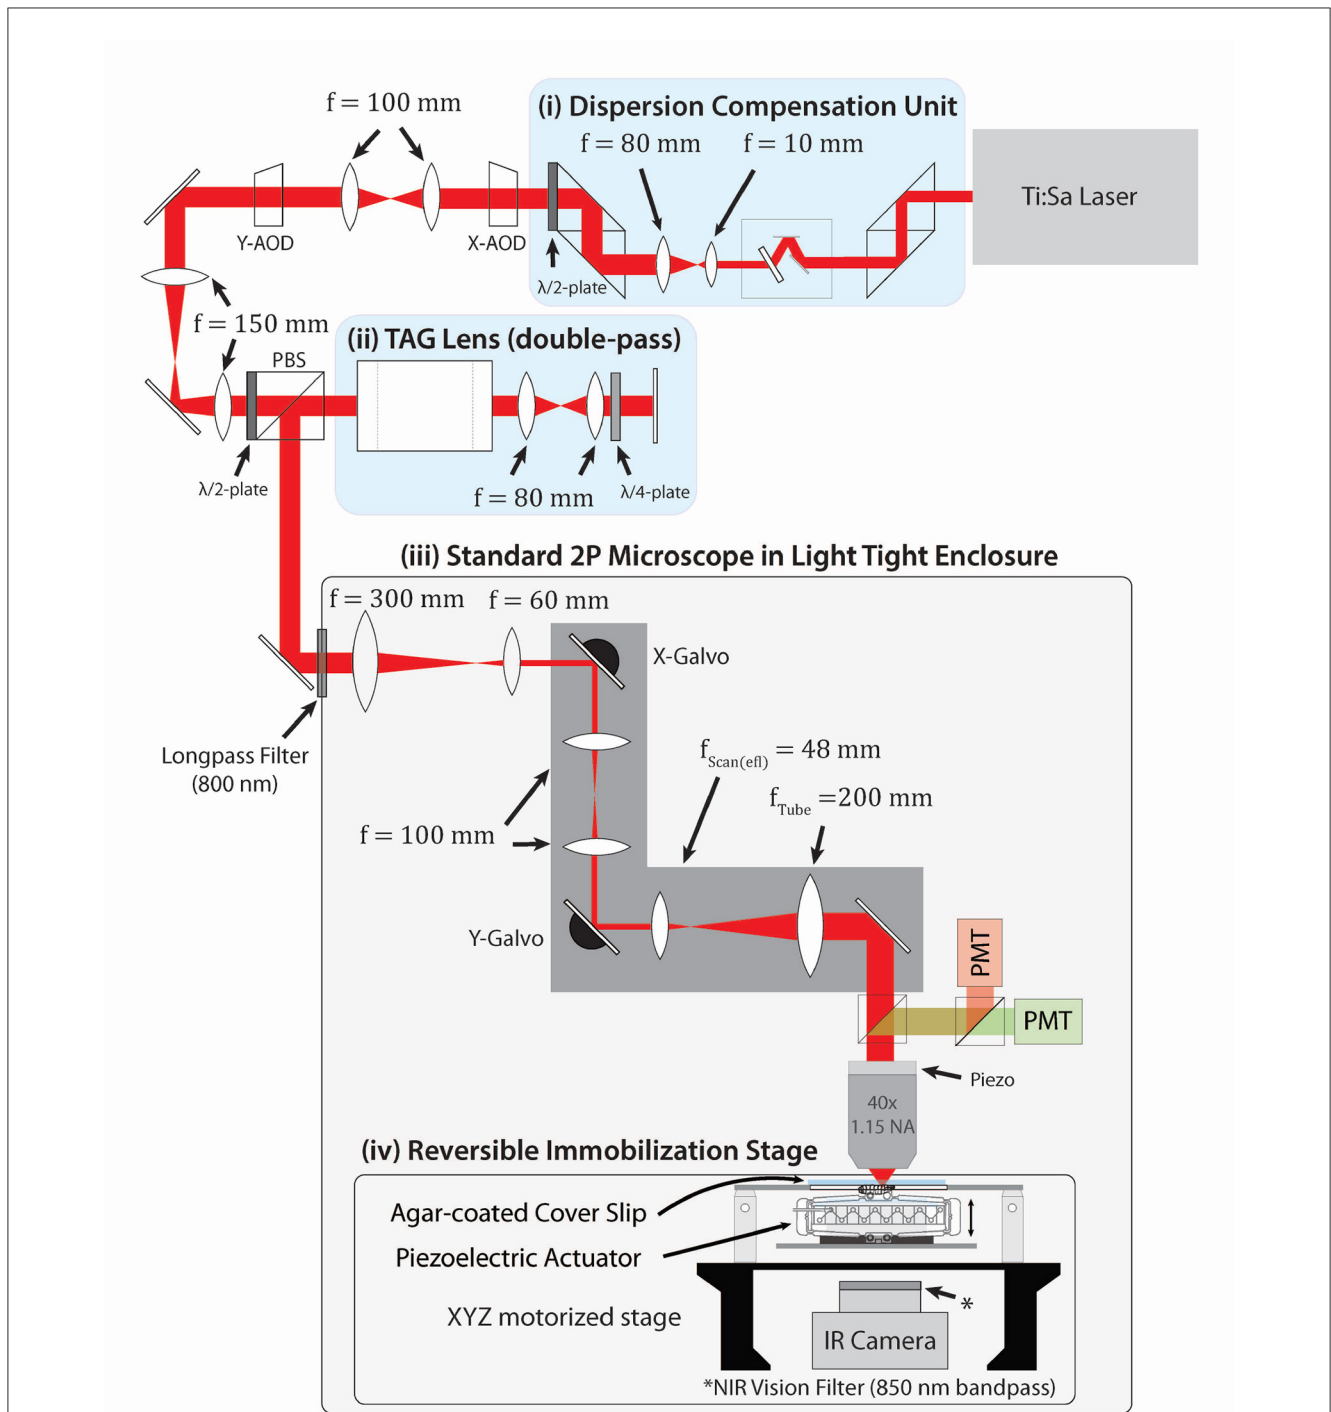 (i) Dispersion Compensation Unit
f = 100 mm
f = 80 mm
f = 10 mm
Ti:Sa Laser
Y-AOD
X-AOD
λ/2-plate
f = 150 mm
(ii) TAG Lens (double-pass)
PBS
λ/2-plate
f = 80 mm
λ/4-plate
(iii) Standard 2P Microscope in Light Tight Enclosure
f = 300 mm
f = 60 mm
X-Galvo
Longpass Filter
(800 nm)
fScan(efl) = 48 mm
fTube =200 mm
f = 100 mm
Y-Galvo
PMT
PMT
Piezo
40x
1.15 NA
(iv) Reversible Immobilization Stage
Agar-coated Cover Slip
Piezoelectric Actuator
XYZ motorized stage
*
IR Camera
*NIR Vision Filter (850 nm bandpass)